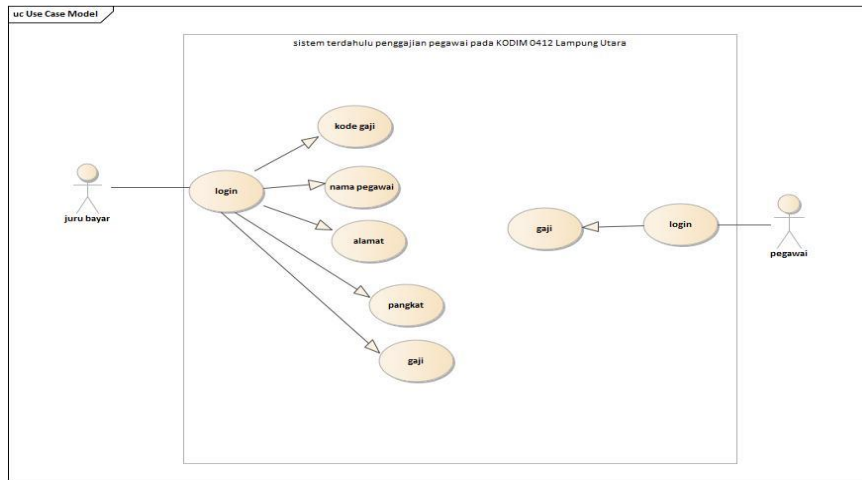 uc Use Case Model
sistem terdahulu penggajian pegawai pada KODIM 0412 Lampung Utara
kode gaji
login
nama pegawai
juru bayar
alamat
gaji
login
pegawai
pangkat
gaji